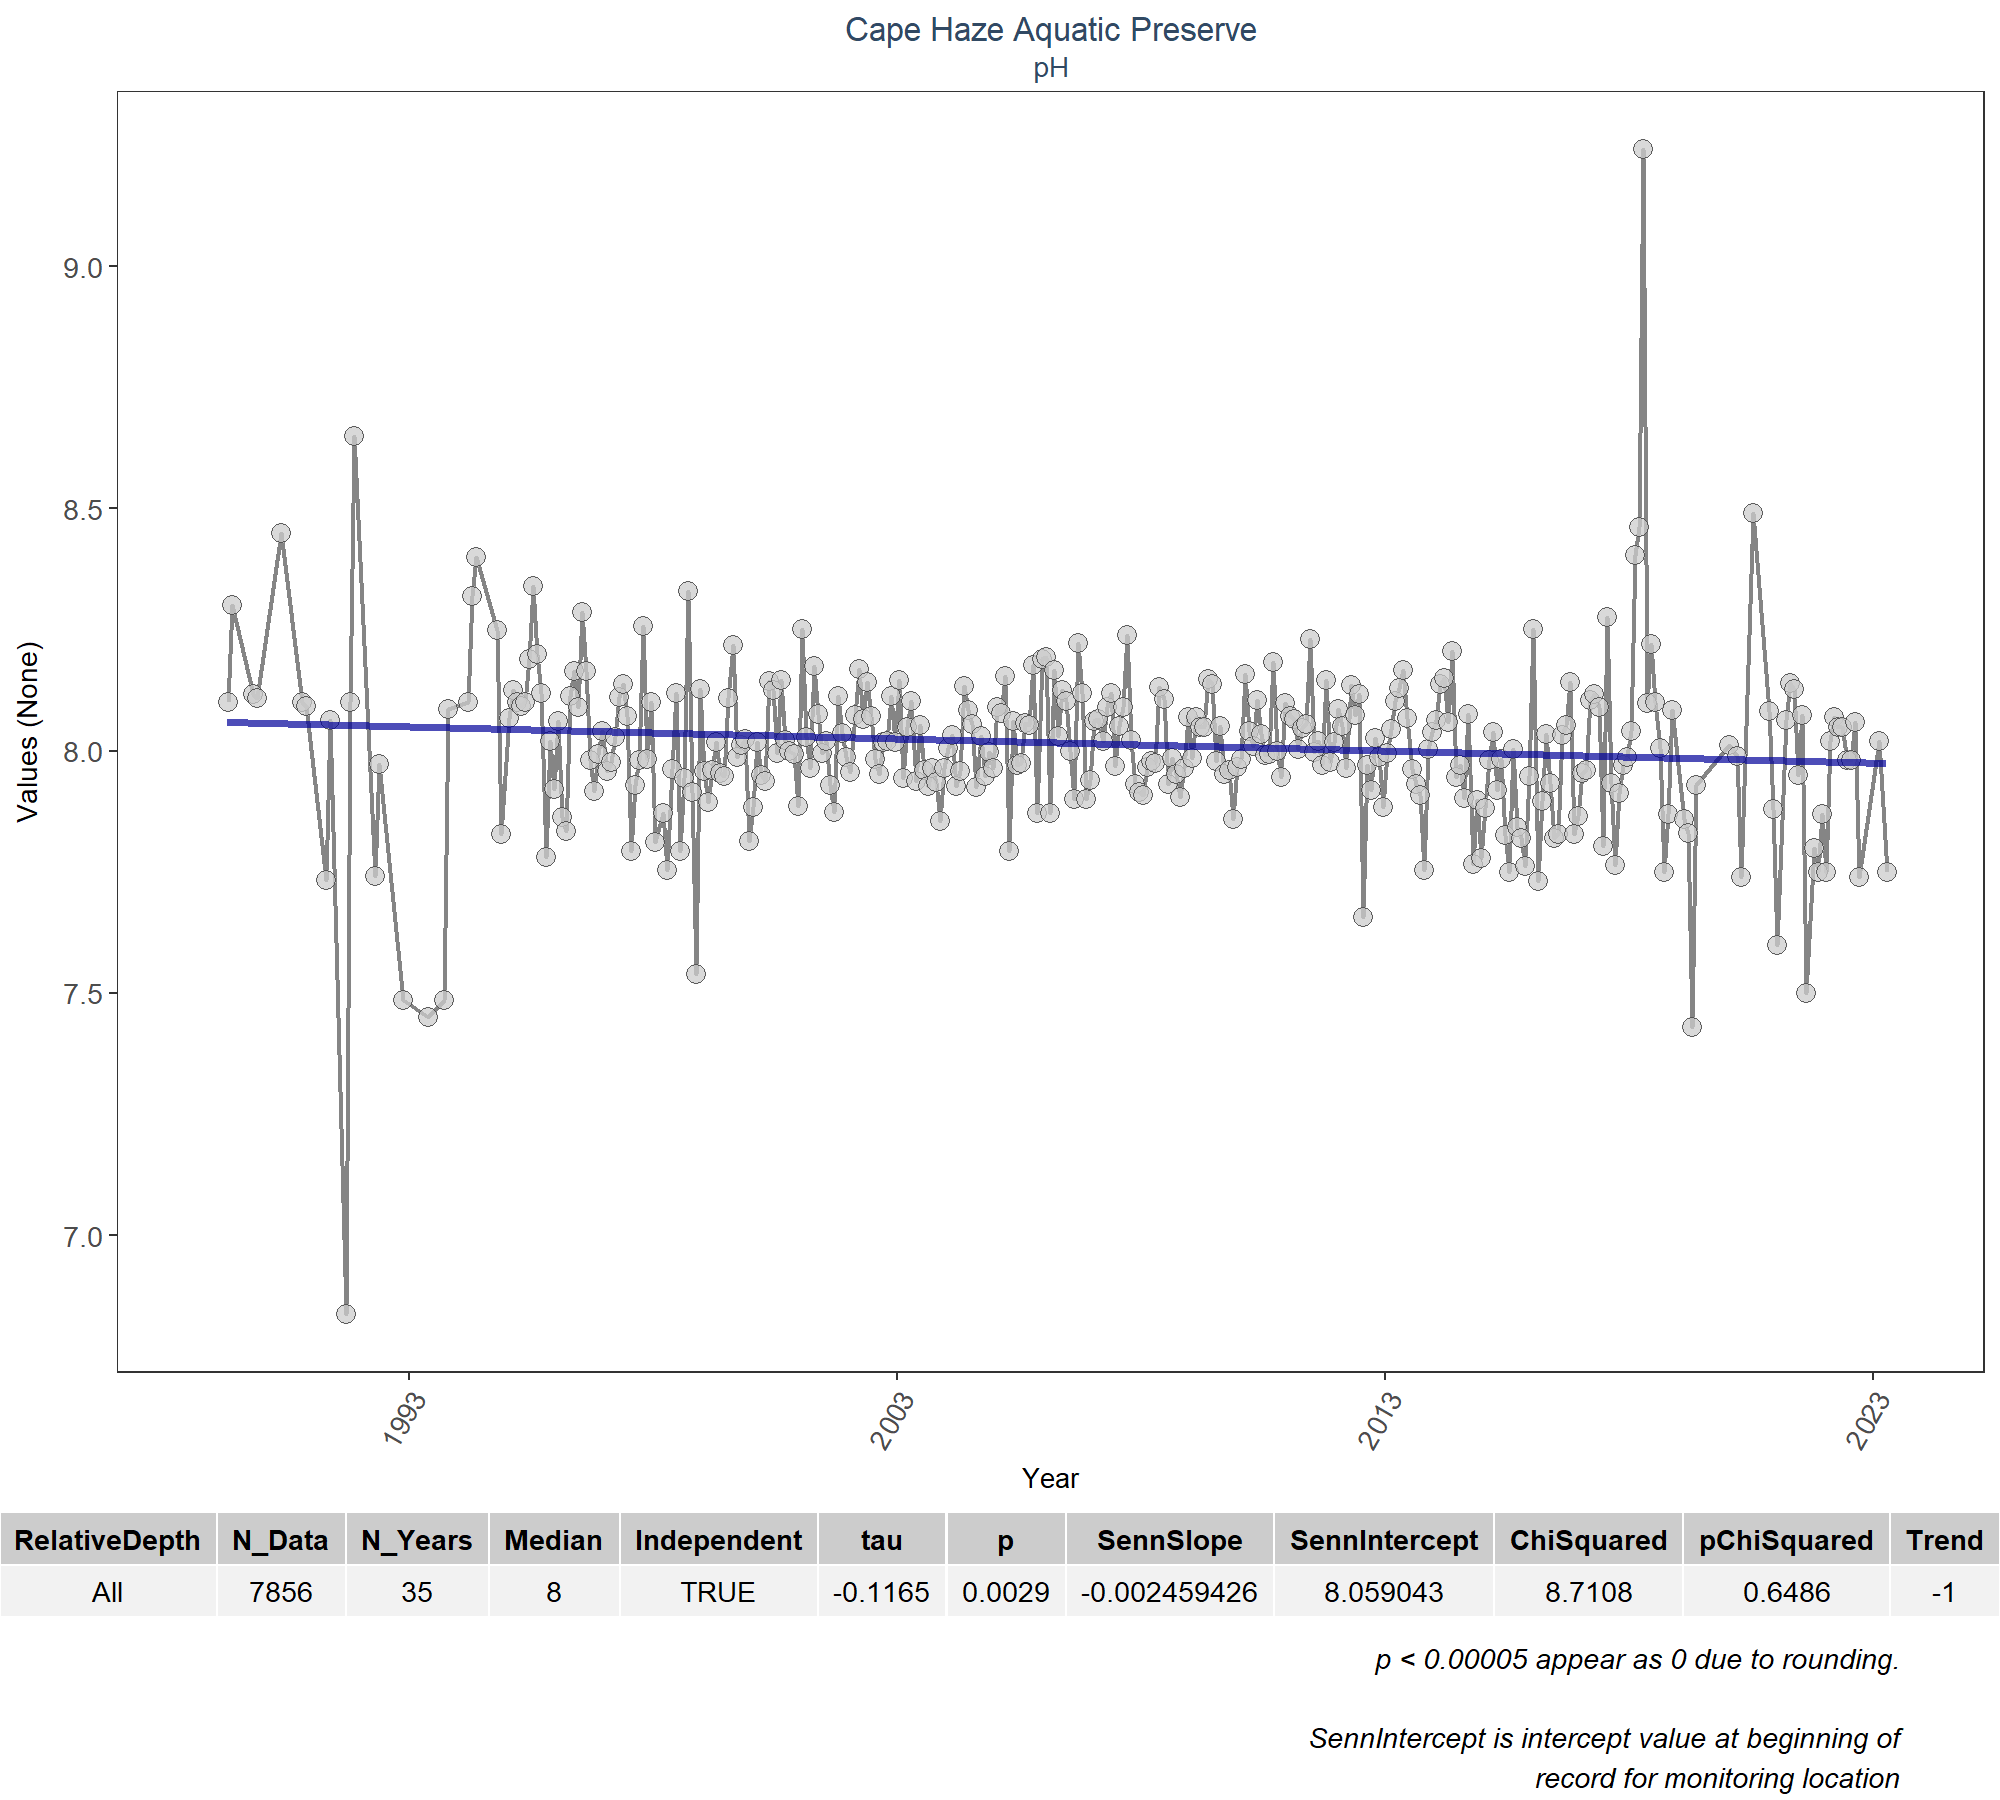 Cape Haze Aquatic Preserve
pH
Values (None)
9.0
8.5
8.0
7.5
7.0
1993
2003
2013
2023
Year
RelativeDepth N_Data N_Years Median Independent tau p SennSlope SennIntercept ChiSquared pChiSquared Trend
All 7856 35 8 TRUE -0.1165 0.0029 -0.002459426 8.059043 8.7108 0.6486 -1
p < 0.00005 appear as 0 due to rounding.
SennIntercept is intercept value at beginning of
record for monitoring location